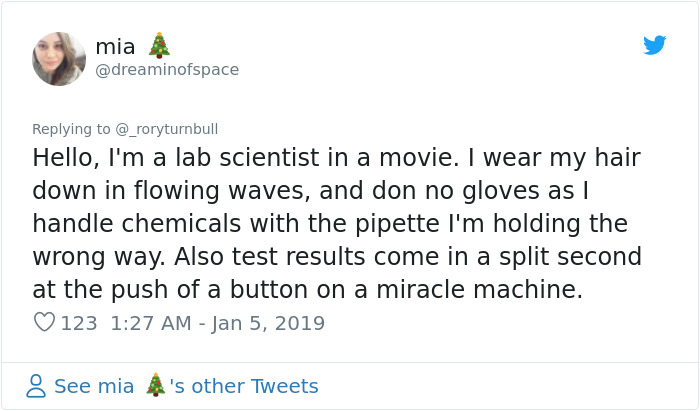 mia 🎄
@dreaminofspace
Replying to @_roryturnbull
Hello, I'm a lab scientist in a movie. I wear my hair
down in flowing waves, and don no gloves as I
handle chemicals with the pipette I'm holding the
wrong way. Also test results come in a split second
at the push of a button on a miracle machine.
123 1:27 AM - Jan 5, 2019
See mia 🎄's other Tweets